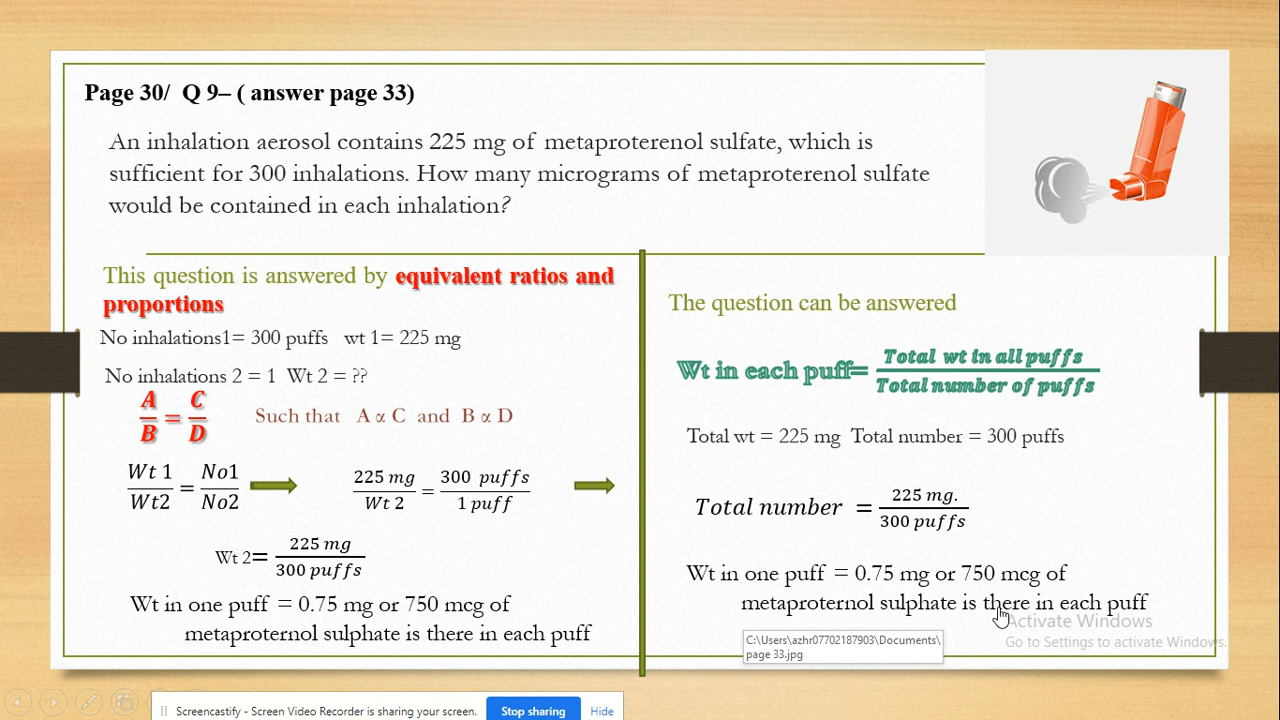 Page 30/ Q 9– ( answer page 33)
An inhalation aerosol contains 225 mg of metaproterenol sulfate, which is
sufficient for 300 inhalations. How many micrograms of metaproterenol sulfate
would be contained in each inhalation?
This question is answered by equivalent ratios and
proportions
No inhalations1= 300 puffs wt 1= 225 mg
No inhalations 2 = 1 Wt 2 = ??
A/B = C/D Such that A ∝ C and B ∝ D
Wt 1/Wt2 = No1/No2
225 mg/Wt 2 = 300 puffs/1 puff
Wt 2= 225 mg/300 puffs
Wt in one puff = 0.75 mg or 750 mcg of
metaproternol sulphate is there in each puff
The question can be answered
Wt in each puff= Total wt in all puffs/Total number of puffs
Total wt = 225 mg Total number = 300 puffs
Total number = 225 mg./300 puffs
Wt in one puff = 0.75 mg or 750 mcg of
metaproternol sulphate is there in each puff
Activate Windows
Go to Settings to activate Windows.
C:\Users\azhr07702187903\Documents\
page 33.jpg
Screencastify - Screen Video Recorder is sharing your screen. Stop sharing Hide